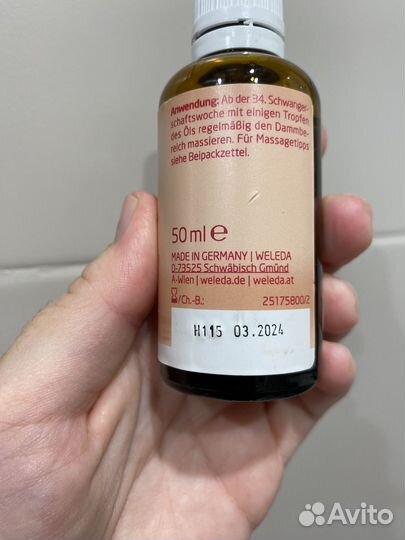 Anwendung: Ab der 34. Schwanger-
schaftswoche mit einigen Tropfen
des Öls regelmäßig den Dammbe-
reich massieren. Für Massagetipps
siehe Beipackzettel.
50 ml e
MADE IN GERMANY | WELEDA
D-73525 Schwäbisch Gmünd
A-Wien | weleda.de | weleda.at
/Ch.-B.: 25175800/2
H115 03.2024
Avito